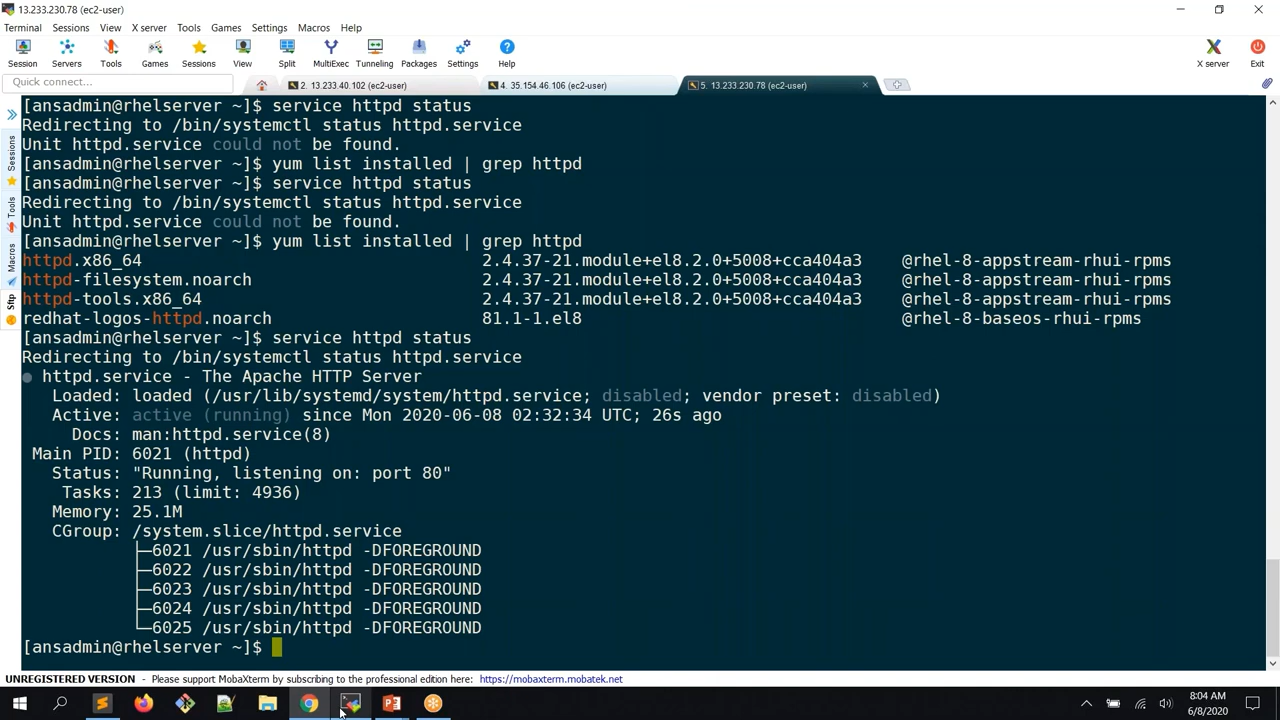 13.233.230.78 (ec2-user)
Terminal Sessions View X server Tools Games Settings Macros Help
Session Servers Tools Games Sessions View Split MultiExec Tunneling Packages Settings Help X server Exit
Quick connect...
2. 13.233.40.102 (ec2-user) 4. 35.154.46.106 (ec2-user) 5. 13.233.230.78 (ec2-user)
Sessions
Tools
Macros
Sftp
[ansadmin@rhelserver ~]$ service httpd status
Redirecting to /bin/systemctl status httpd.service
Unit httpd.service could not be found.
[ansadmin@rhelserver ~]$ yum list installed | grep httpd
[ansadmin@rhelserver ~]$ service httpd status
Redirecting to /bin/systemctl status httpd.service
Unit httpd.service could not be found.
[ansadmin@rhelserver ~]$ yum list installed | grep httpd
httpd.x86_64 2.4.37-21.module+el8.2.0+5008+cca404a3 @rhel-8-appstream-rhui-rpms
httpd-filesystem.noarch 2.4.37-21.module+el8.2.0+5008+cca404a3 @rhel-8-appstream-rhui-rpms
httpd-tools.x86_64 2.4.37-21.module+el8.2.0+5008+cca404a3 @rhel-8-appstream-rhui-rpms
redhat-logos-httpd.noarch 81.1-1.el8 @rhel-8-baseos-rhui-rpms
[ansadmin@rhelserver ~]$ service httpd status
Redirecting to /bin/systemctl status httpd.service
● httpd.service - The Apache HTTP Server
Loaded: loaded (/usr/lib/systemd/system/httpd.service; disabled; vendor preset: disabled)
Active: active (running) since Mon 2020-06-08 02:32:34 UTC; 26s ago
Docs: man:httpd.service(8)
Main PID: 6021 (httpd)
Status: "Running, listening on: port 80"
Tasks: 213 (limit: 4936)
Memory: 25.1M
CGroup: /system.slice/httpd.service
├─6021 /usr/sbin/httpd -DFOREGROUND
├─6022 /usr/sbin/httpd -DFOREGROUND
├─6023 /usr/sbin/httpd -DFOREGROUND
├─6024 /usr/sbin/httpd -DFOREGROUND
└─6025 /usr/sbin/httpd -DFOREGROUND
[ansadmin@rhelserver ~]$
UNREGISTERED VERSION - Please support MobaXterm by subscribing to the professional edition here: https://mobaxterm.mobatek.net
8:04 AM
6/8/2020